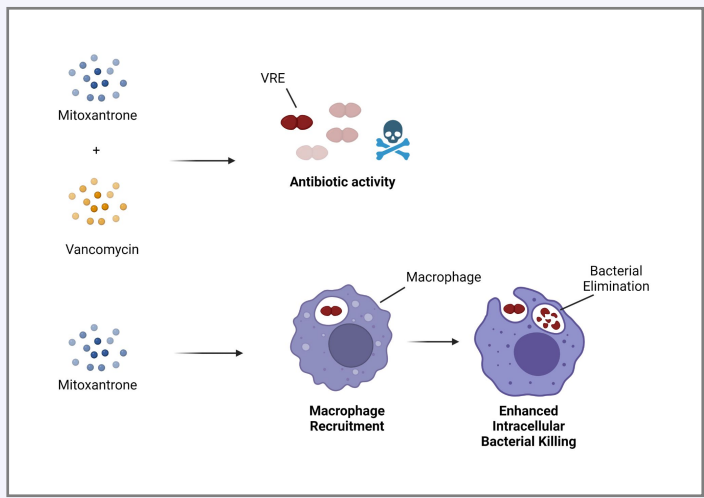 Mitoxantrone
+
Vancomycin
VRE
Antibiotic activity
Mitoxantrone
Macrophage
Macrophage
Recruitment
Bacterial
Elimination
Enhanced
Intracellular
Bacterial Killing